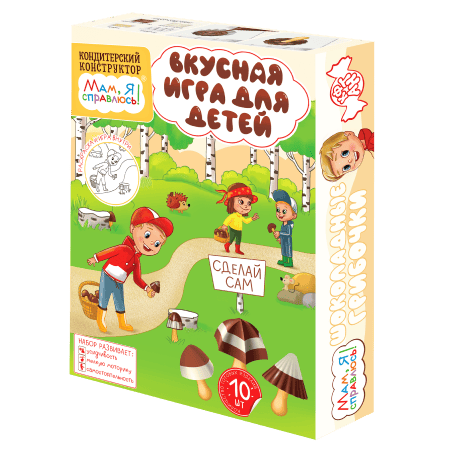 КОНДИТЕРСКИЙ
КОНСТРУКТОР
Мам, Я
справлюсь!
ВКУСНАЯ
ИГРА ДЛЯ
ДЕТЕЙ
СДЕЛАЙ
САМ
НАБОР РАЗВИВАЕТ:
усидчивость
мелкую моторику
самостоятельность
10
шт
ШОКОЛАДНЫЕ
ГРИБОЧКИ
Мам, Я
справлюсь!